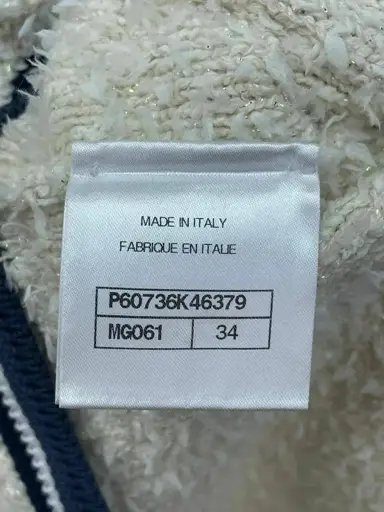 MADE IN ITALY
FABRIQUE EN ITALIE
P60736K46379
MG061 34